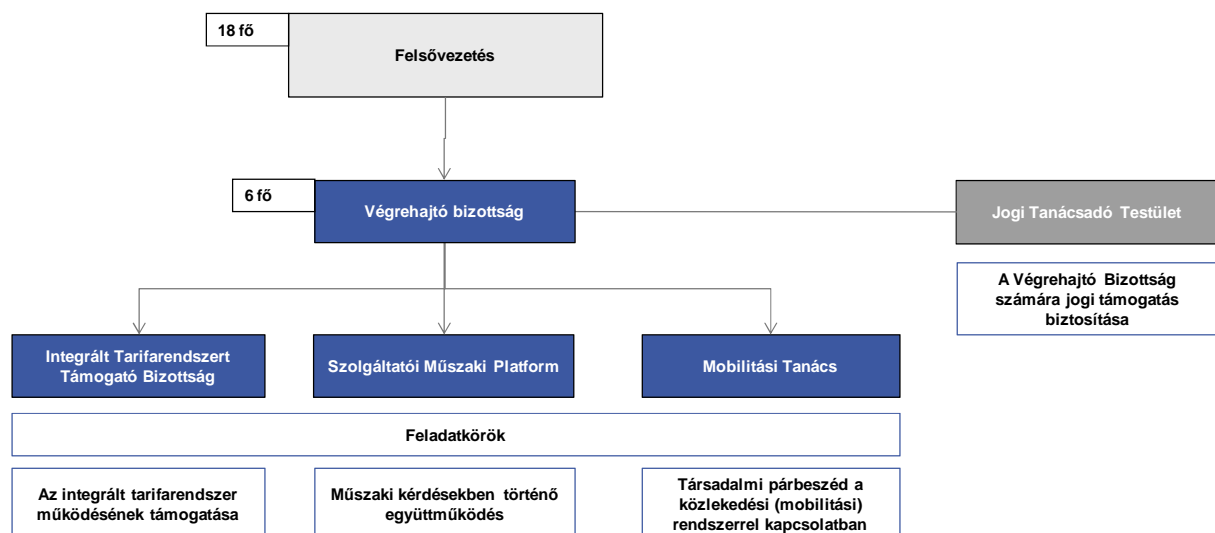 18 fő
Felsővezetés
6 fő
Végrehajtó bizottság
Jogi Tanácsadó Testület
A Végrehajtó Bizottság
számára jogi támogatás
biztosítása
Integrált Tarifarendszert
Támogató Bizottság
Szolgáltatói Műszaki Platform
Mobilitási Tanács
Feladatkörök
Az integrált tarifarendszer
működésének támogatása
Műszaki kérdésekben történő
együttműködés
Társadalmi párbeszéd a
közlekedési (mobilitási)
rendszerrel kapcsolatban